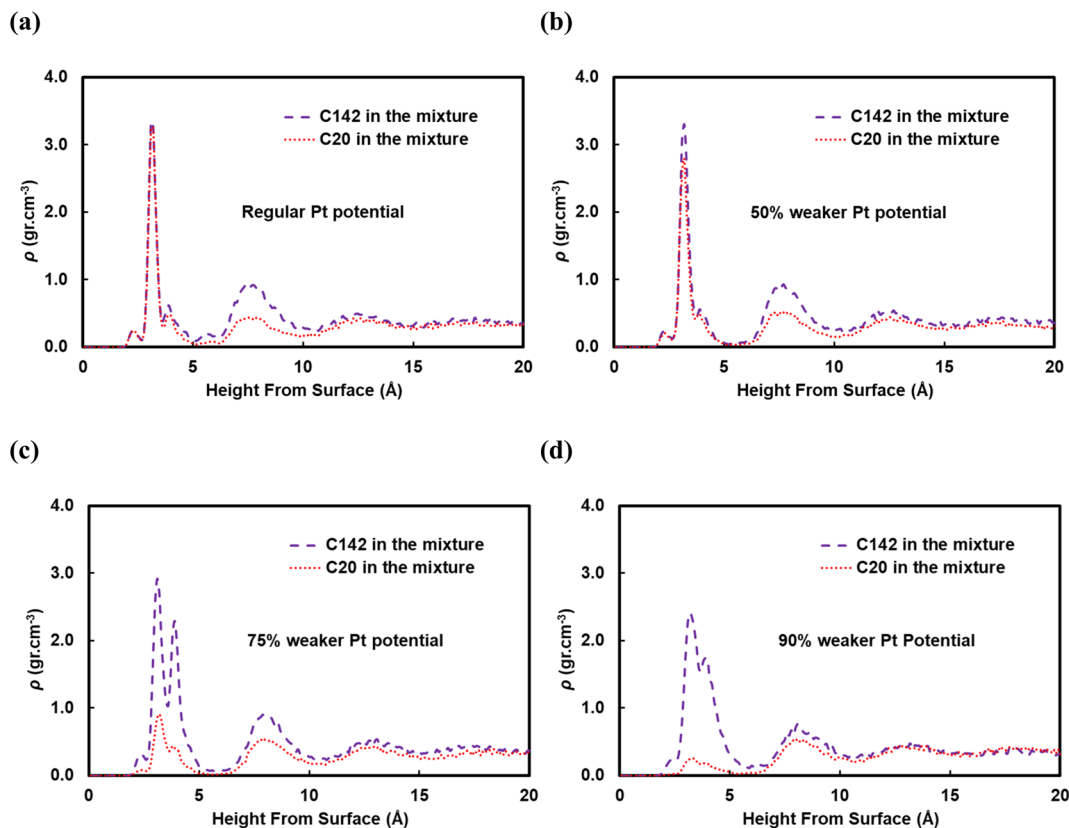 (a)
4.0
3.0
2.0
1.0
0.0
ρ (gr.cm-3)
C142 in the mixture
C20 in the mixture
Regular Pt potential
0 5 10 15 20
Height From Surface (Å)
(b)
4.0
3.0
2.0
1.0
0.0
ρ (gr.cm-3)
C142 in the mixture
C20 in the mixture
50% weaker Pt potential
0 5 10 15 20
Height From Surface (Å)
(c)
4.0
3.0
2.0
1.0
0.0
ρ (gr.cm-3)
C142 in the mixture
C20 in the mixture
75% weaker Pt potential
0 5 10 15 20
Height From Surface (Å)
(d)
4.0
3.0
2.0
1.0
0.0
ρ (gr.cm-3)
C142 in the mixture
C20 in the mixture
90% weaker Pt Potential
0 5 10 15 20
Height From Surface (Å)